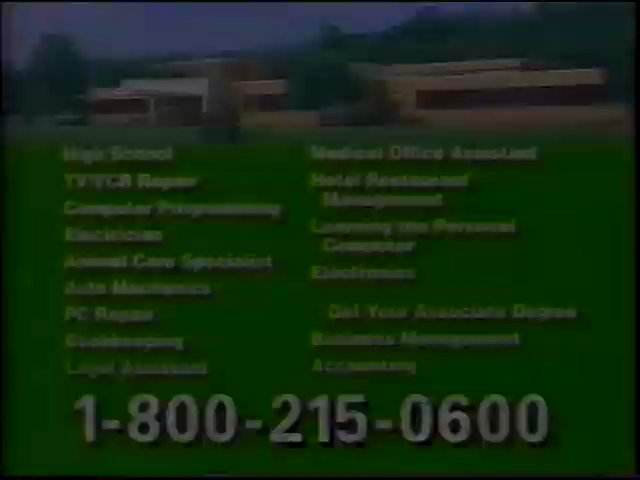 High School
TV/VCR Repair
Computer Programming
Electrician
Animal Care Specialist
Auto Mechanics
PC Repair
Bookkeeping
Legal Assistant
Medical Office Assistant
Hotel Restaurant
Management
Learning the Personal
Computer
Electronics
Get Your Associate Degree
Business Management
Accounting
1-800-215-0600